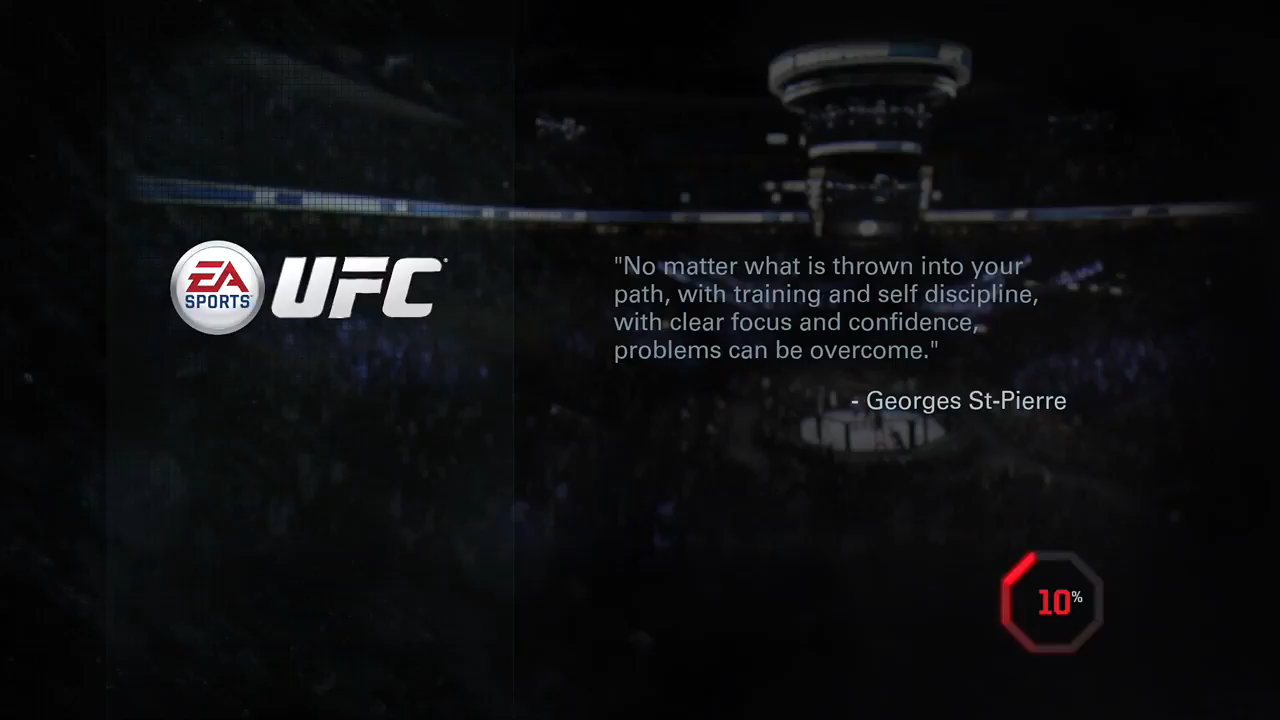 EA
SPORTS
UFC
"No matter what is thrown into your
path, with training and self discipline,
with clear focus and confidence,
problems can be overcome."
- Georges St-Pierre
10%